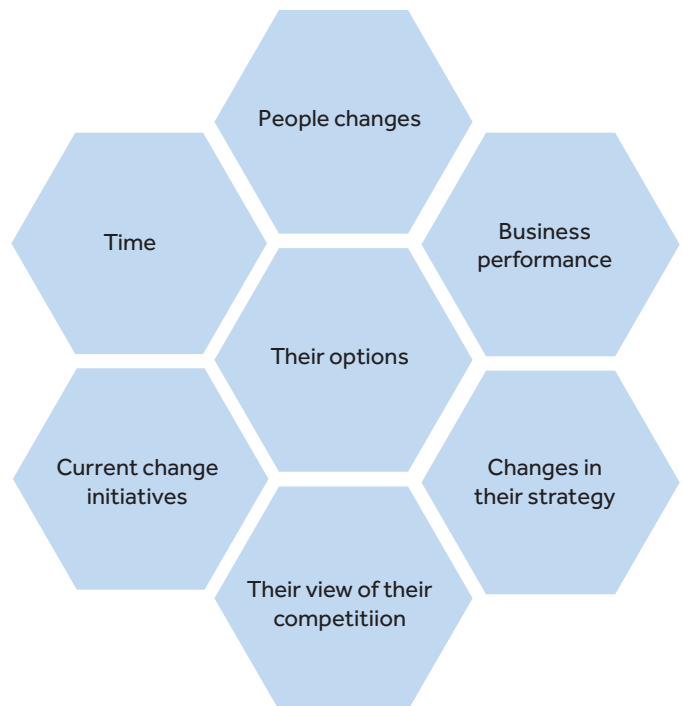 People changes
Time
Business
performance
Their options
Current change
initiatives
Changes in
their strategy
Their view of their
competitiion